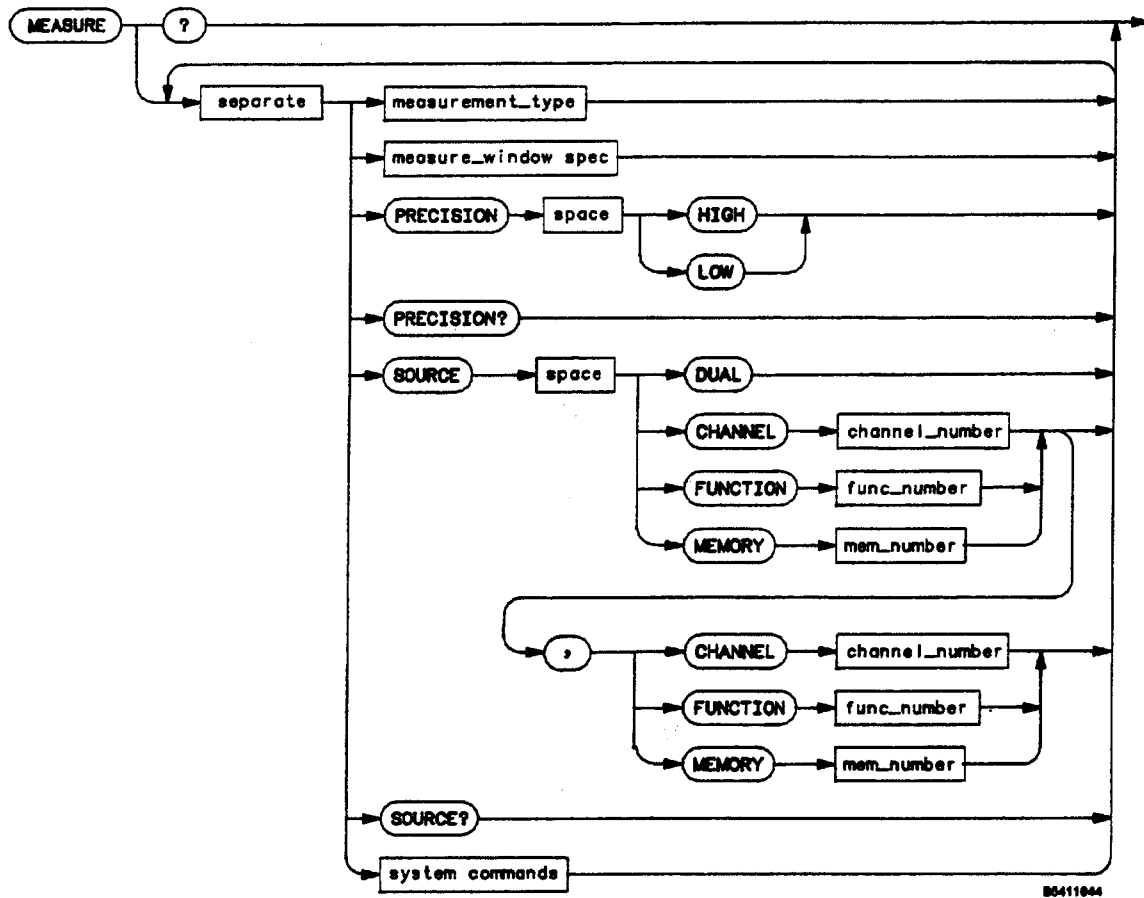 MEASURE ?
separate measurement_type
measure_window spec
PRECISION space HIGH
LOW
PRECISION?
SOURCE space DUAL
CHANNEL channel_number
FUNCTION func_number
MEMORY mem_number
, CHANNEL channel_number
FUNCTION func_number
MEMORY mem_number
SOURCE?
system commands